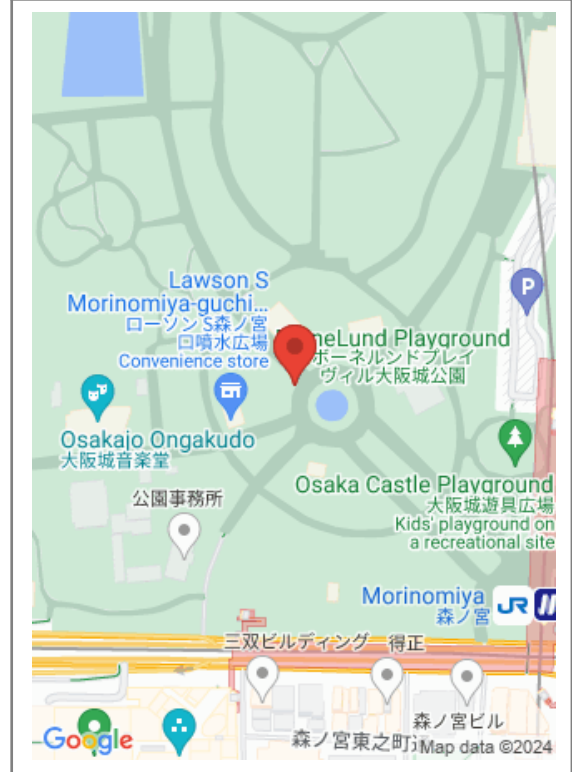 Lawson S
Morinomiya-guchi...
ローソン S森ノ宮
口噴水広場
Convenience store
neLund Playground
ボーネルンドプレイ
ヴィル大阪城公園
P
Osakajo Ongakudo
大阪城音楽堂
Osaka Castle Playground
大阪城遊具広場
Kids' playground on
a recreational site
公園事務所
Morinomiya
森ノ宮
JR
三双ビルディング
得正
森ノ宮ビル
森ノ宮東之町
Google
Map data ©2024